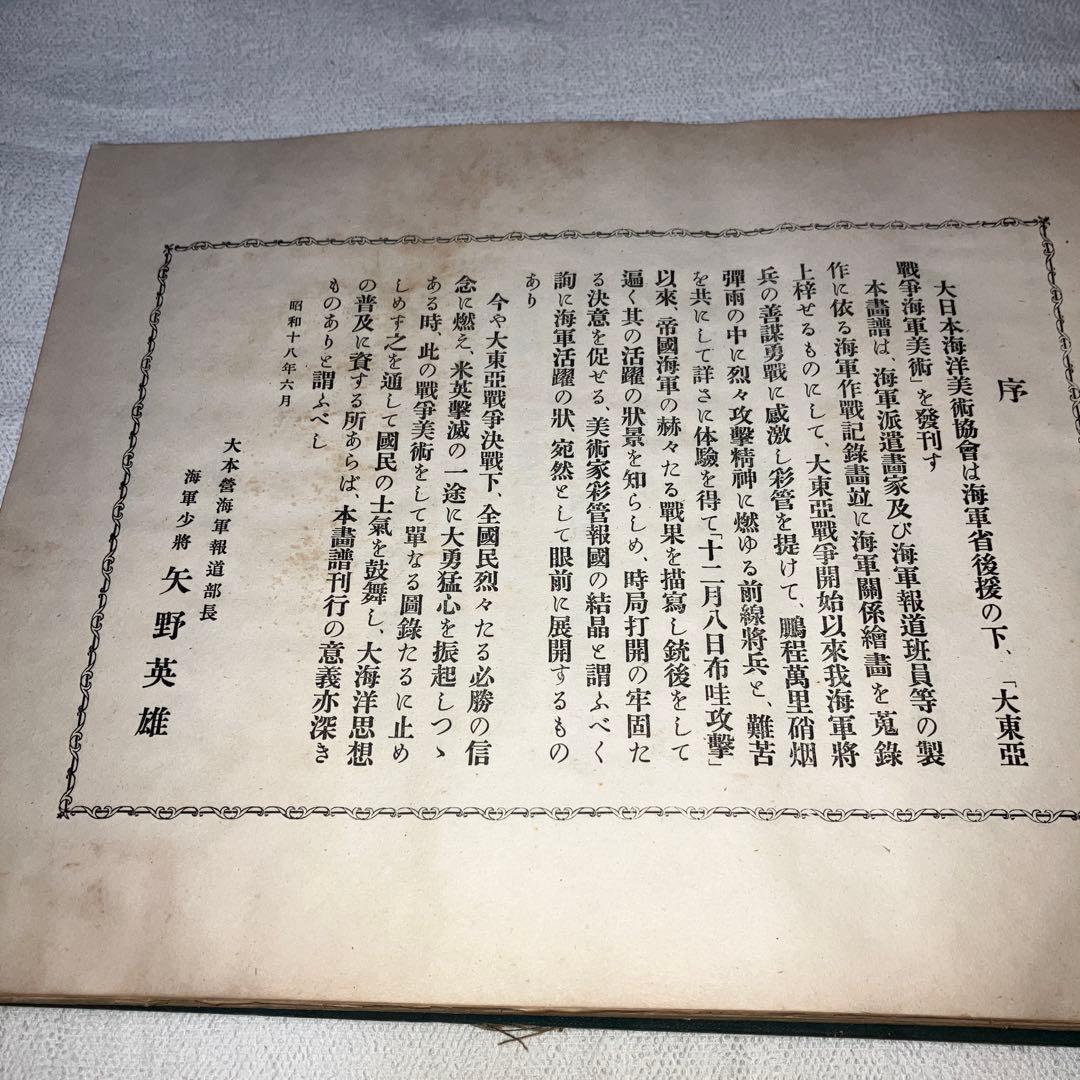 序
大日本海洋美術協會は海軍省後援の下、「大東亞
戰爭海軍美術」を發刊す
本畫譜は、海軍派遣畫家及び海軍報道班員等の製
作に依る海軍作戰記錄畫竝に海軍關係繪畫を蒐錄
上梓せるものにして、大東亞戰爭開始以來我海軍將
兵の善謀勇戰に感激し彩管を提げて、鵬程萬里硝烟
彈雨の中に烈々攻擊精神に燃ゆる前線將兵と、難苦
を共にして詳さに体驗を得て「十二月八日布哇攻擊」
以來、帝國海軍の赫々たる戰果を描寫し銃後をして
遍く其の活躍の狀景を知らしめ、時局打開の牢固た
る決意を促せる、美術家彩管報國の結晶と謂ふべく
詢に海軍活躍の狀、宛然として眼前に展開するもの
あり
今や大東亞戰爭決戰下、全國民烈々たる必勝の信
念に燃え、米英擊滅の一途に大勇猛心を振起しつゝ
ある時、此の戰爭美術をして單なる圖錄たるに止め
しめず之を通して國民の士氣を鼓舞し、大海洋思想
の普及に資する所あらば、本畫譜刊行の意義亦深き
ものありと謂ふべし
昭和十八年六月
大本營海軍報道部長
海軍少將 矢野英雄